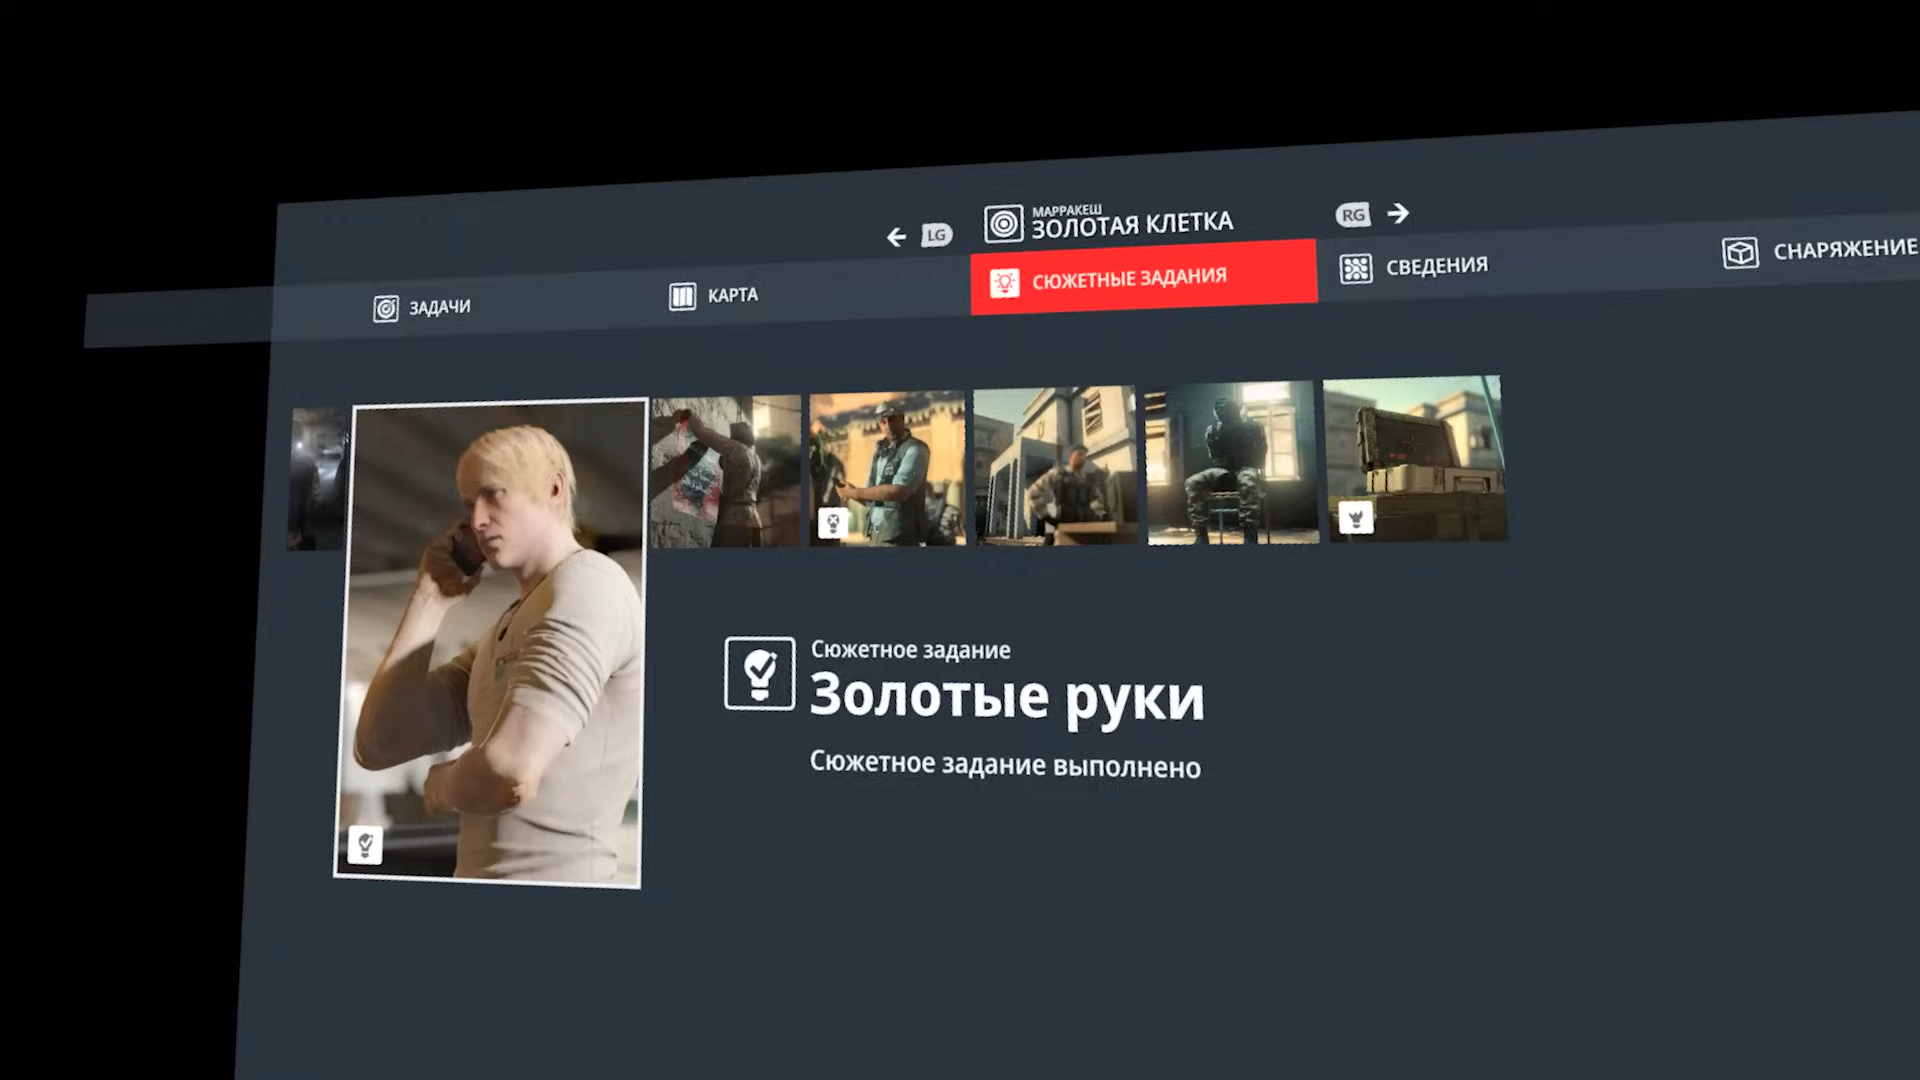 LG
МАРРАКЕШ
ЗОЛОТАЯ КЛЕТКА
RG
ЗАДАЧИ
КАРТА
СЮЖЕТНЫЕ ЗАДАНИЯ
СВЕДЕНИЯ
СНАРЯЖЕНИЕ
Сюжетное задание
Золотые руки
Сюжетное задание выполнено